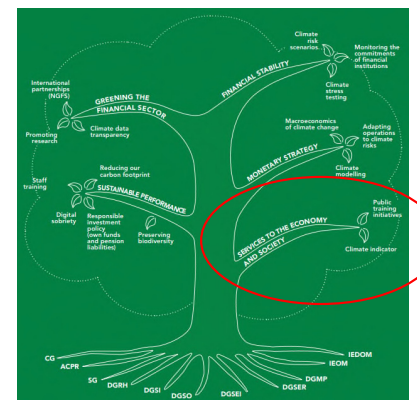 Climate
risk
scenarios
Monitoring the
commitments
of financial
institutions
Climate
stress
testing
FINANCIAL STABILITY
International
partnerships
(NGFS)
GREENING THE
FINANCIAL SECTOR
Promoting
research
Climate data
transparency
Macroeconomics
of climate change
Adapting
operations to
climate
risks
Climate
modelling
MONETARY STRATEGY
Reducing our
carbon footprint
Staff
training
SUSTAINABLE PERFORMANCE
Digital
sobriety
Responsible
investment
policy
(own funds
and pension
liabilities)
Preserving
biodiversity
Public
training
initiatives
SERVICES TO THE ECONOMY
AND SOCIETY
Climate indicator
CG
ACPR
SG
DGRH
DGSI
DGSO
DGSEI
DGSER
DGMP
IEOM
IEDOM